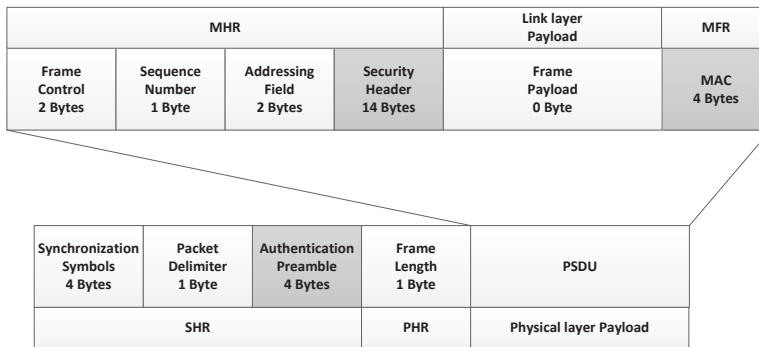 MHR
Link layer
Payload
MFR
Frame
Control
2 Bytes
Sequence
Number
1 Byte
Addressing
Field
2 Bytes
Security
Header
14 Bytes
Frame
Payload
0 Byte
MAC
4 Bytes
Synchronization
Symbols
4 Bytes
Packet
Delimiter
1 Byte
Authentication
Preamble
4 Bytes
Frame
Length
1 Byte
PSDU
SHR
PHR
Physical layer Payload